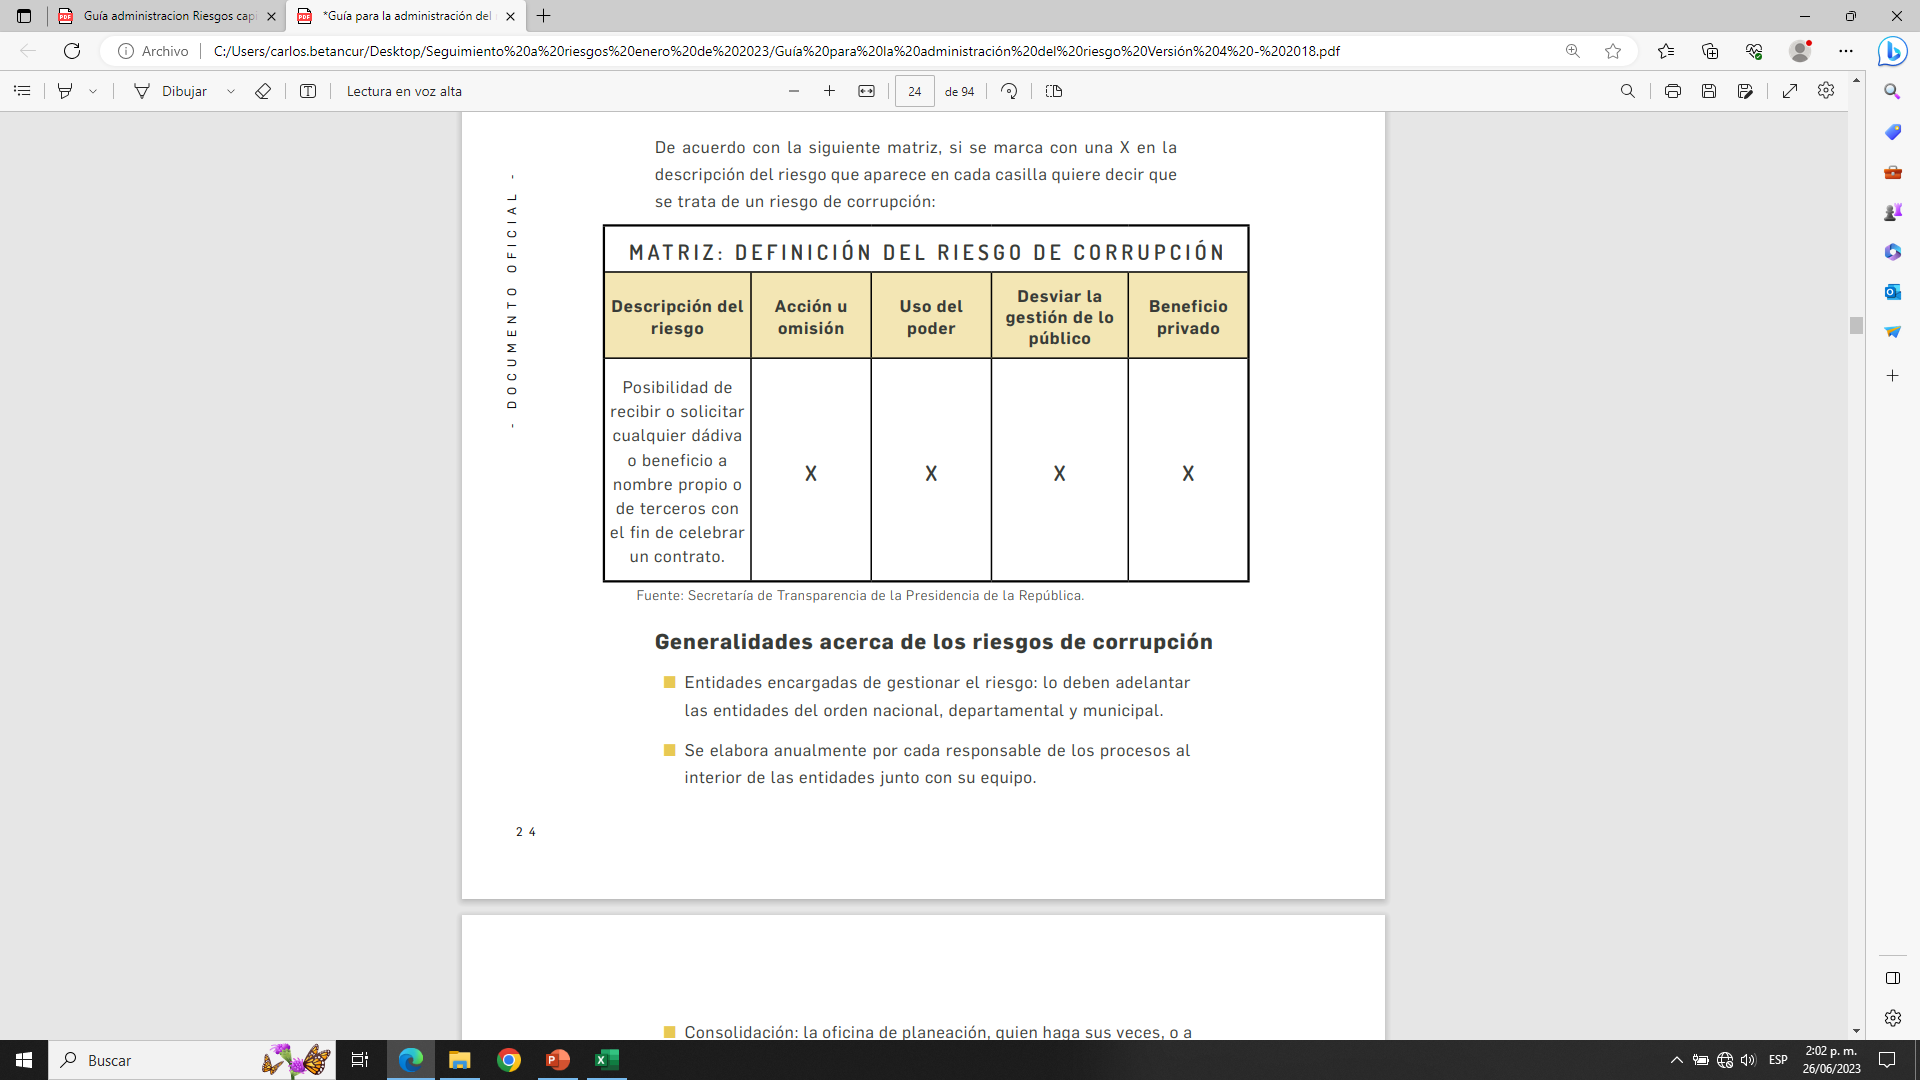 Guía administracion Riesgos cap
*Guía para la administración del
Archivo
C:/Users/carlos.betancur/Desktop/Seguimiento%20a%20riesgos%20enero%20de%202023/Guía%20para%20la%20administración%20del%20riesgo%20Versión%204%20-%202018.pdf
Dibujar
Lectura en voz alta
24
de 94
De acuerdo con la siguiente matriz, si se marca con una X en la
descripción del riesgo que aparece en cada casilla quiere decir que
se trata de un riesgo de corrupción:
- DOCUMENTO OFICIAL -
MATRIZ: DEFINICIÓN DEL RIESGO DE CORRUPCIÓN
Descripción del
riesgo
Acción u
omisión
Uso del
poder
Desviar la
gestión de lo
público
Beneficio
privado
Posibilidad de
recibir o solicitar
cualquier dádiva
o beneficio a
nombre propio o
de terceros con
el fin de celebrar
un contrato.
X
X
X
X
Fuente: Secretaría de Transparencia de la Presidencia de la República.
Generalidades acerca de los riesgos de corrupción
Entidades encargadas de gestionar el riesgo: lo deben adelantar
las entidades del orden nacional, departamental y municipal.
Se elabora anualmente por cada responsable de los procesos al
interior de las entidades junto con su equipo.
24
Consolidación: la oficina de planeación, quien haga sus veces, o a
Buscar
ESP
2:02 p. m.
26/06/2023